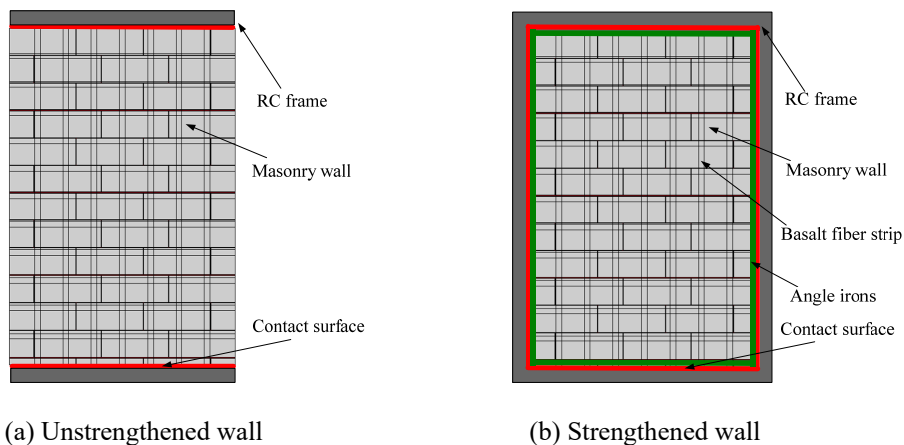 RC frame
Masonry wall
Contact surface
(a) Unstrengthened wall
RC frame
Masonry wall
Basalt fiber strip
Angle irons
Contact surface
(b) Strengthened wall